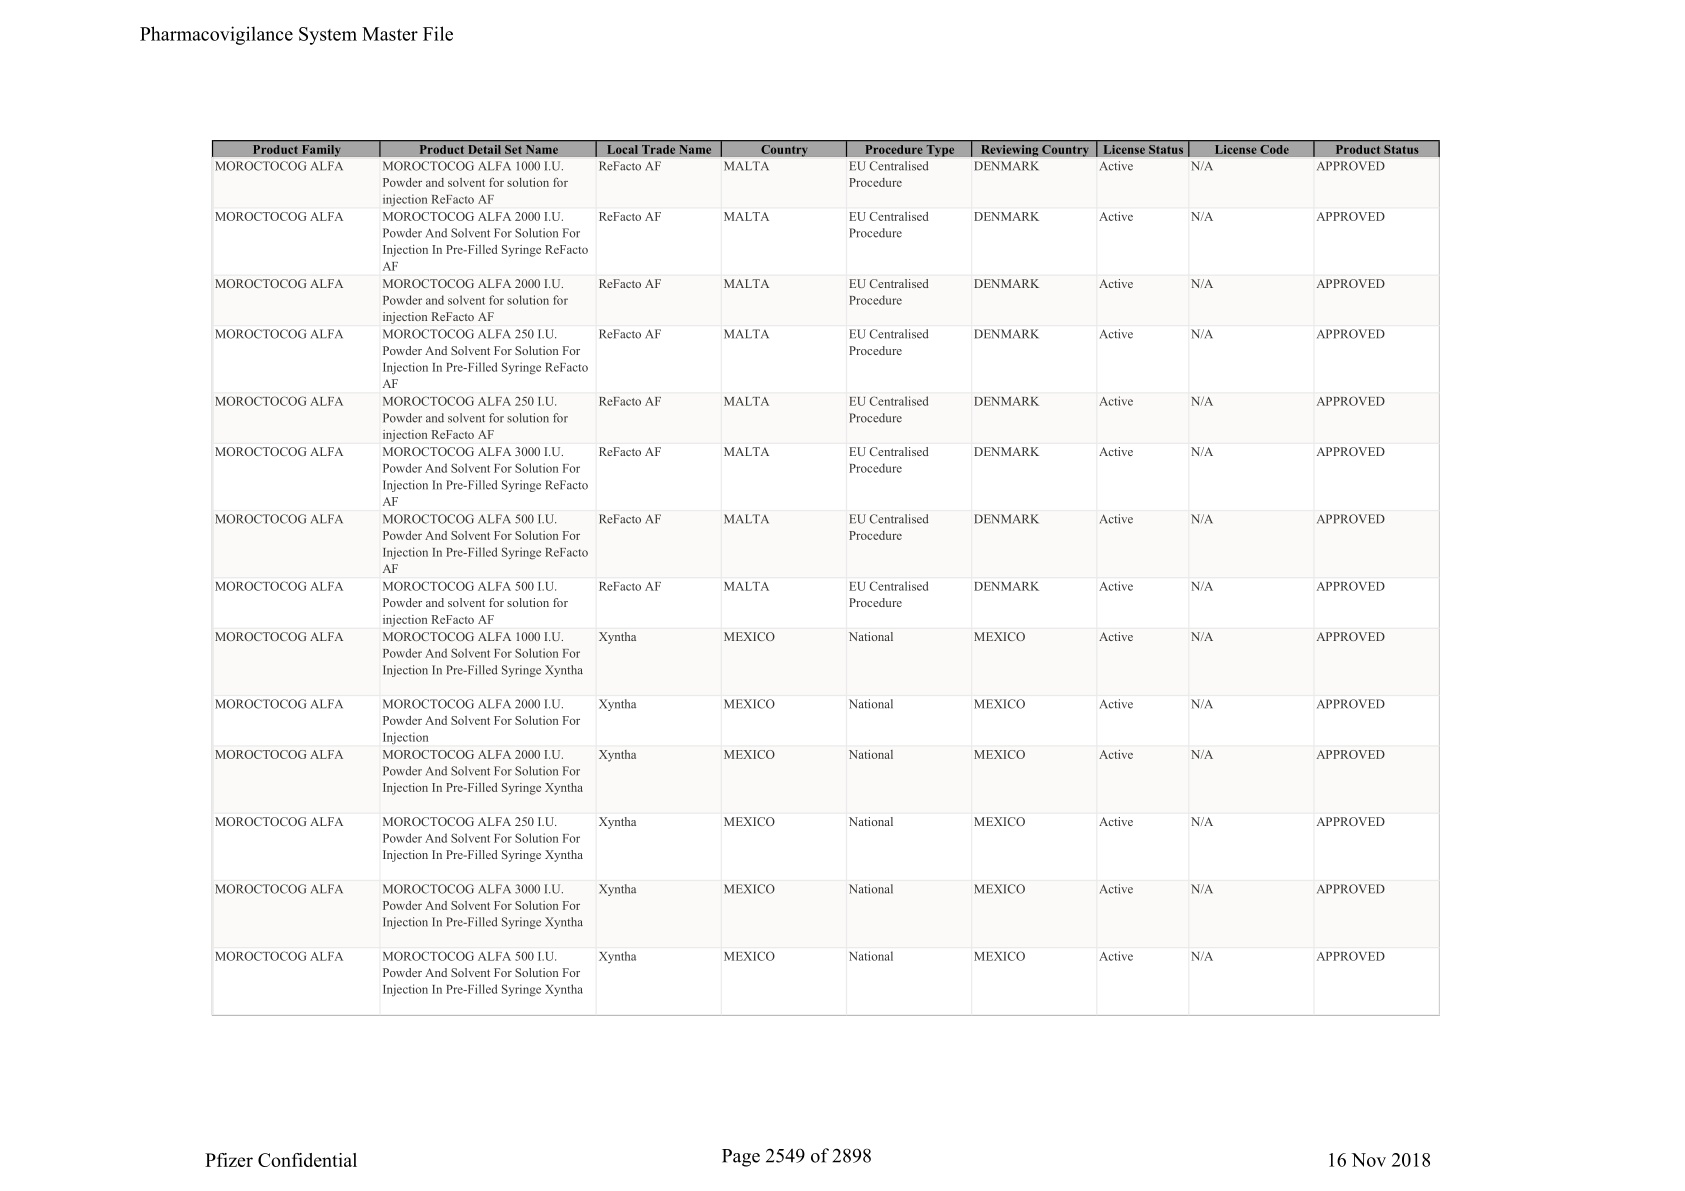 Pharmacovigilance System Master File
Product Family Product Detail Set Name Local Trade Name Country Procedure Type Reviewing Country License Status License Code Product Status
MOROCTOCOG ALFA MOROCTOCOG ALFA 1000 I.U. ReFacto AF MALTA EU Centralised DENMARK Active N/A APPROVED
Powder and solvent for solution for Procedure
injection ReFacto AF
MOROCTOCOG ALFA MOROCTOCOG ALFA 2000 I.U. ReFacto AF MALTA EU Centralised DENMARK Active N/A APPROVED
Powder And Solvent For Solution For Procedure
Injection In Pre-Filled Syringe ReFacto
AF
MOROCTOCOG ALFA MOROCTOCOG ALFA 2000 I.U. ReFacto AF MALTA EU Centralised DENMARK Active N/A APPROVED
Powder and solvent for solution for Procedure
injection ReFacto AF
MOROCTOCOG ALFA MOROCTOCOG ALFA 250 I.U. ReFacto AF MALTA EU Centralised DENMARK Active N/A APPROVED
Powder And Solvent For Solution For Procedure
Injection In Pre-Filled Syringe ReFacto
AF
MOROCTOCOG ALFA MOROCTOCOG ALFA 250 I.U. ReFacto AF MALTA EU Centralised DENMARK Active N/A APPROVED
Powder and solvent for solution for Procedure
injection ReFacto AF
MOROCTOCOG ALFA MOROCTOCOG ALFA 3000 I.U. ReFacto AF MALTA EU Centralised DENMARK Active N/A APPROVED
Powder And Solvent For Solution For Procedure
Injection In Pre-Filled Syringe ReFacto
AF
MOROCTOCOG ALFA MOROCTOCOG ALFA 500 I.U. ReFacto AF MALTA EU Centralised DENMARK Active N/A APPROVED
Powder And Solvent For Solution For Procedure
Injection In Pre-Filled Syringe ReFacto
AF
MOROCTOCOG ALFA MOROCTOCOG ALFA 500 I.U. ReFacto AF MALTA EU Centralised DENMARK Active N/A APPROVED
Powder and solvent for solution for Procedure
injection ReFacto AF
MOROCTOCOG ALFA MOROCTOCOG ALFA 1000 I.U. Xyntha MEXICO National MEXICO Active N/A APPROVED
Powder And Solvent For Solution For
Injection In Pre-Filled Syringe Xyntha
MOROCTOCOG ALFA MOROCTOCOG ALFA 2000 I.U. Xyntha MEXICO National MEXICO Active N/A APPROVED
Powder And Solvent For Solution For
Injection
MOROCTOCOG ALFA MOROCTOCOG ALFA 2000 I.U. Xyntha MEXICO National MEXICO Active N/A APPROVED
Powder And Solvent For Solution For
Injection In Pre-Filled Syringe Xyntha
MOROCTOCOG ALFA MOROCTOCOG ALFA 250 I.U. Xyntha MEXICO National MEXICO Active N/A APPROVED
Powder And Solvent For Solution For
Injection In Pre-Filled Syringe Xyntha
MOROCTOCOG ALFA MOROCTOCOG ALFA 3000 I.U. Xyntha MEXICO National MEXICO Active N/A APPROVED
Powder And Solvent For Solution For
Injection In Pre-Filled Syringe Xyntha
MOROCTOCOG ALFA MOROCTOCOG ALFA 500 I.U. Xyntha MEXICO National MEXICO Active N/A APPROVED
Powder And Solvent For Solution For
Injection In Pre-Filled Syringe Xyntha
Pfizer Confidential Page 2549 of 2898 16 Nov 2018